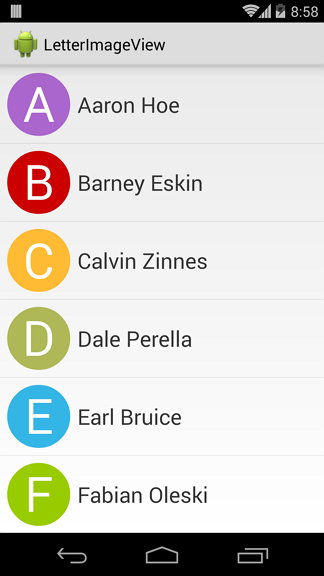 8:58
LetterImageView
A Aaron Hoe
B Barney Eskin
C Calvin Zinnes
D Dale Perella
E Earl Bruice
F Fabian Oleski